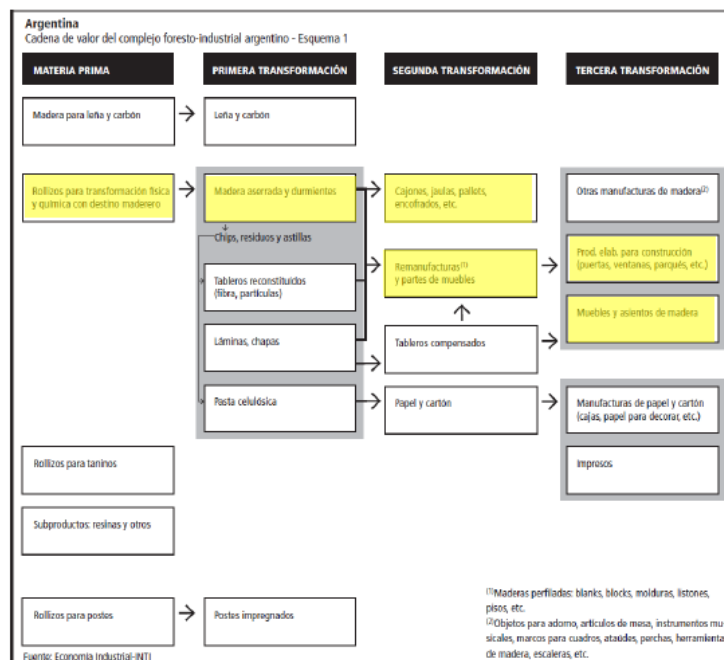 Argentina
Cadena de valor del complejo foresto-industrial argentino - Esquema 1
MATERIA PRIMA
PRIMERA TRANSFORMACIÓN
SEGUNDA TRANSFORMACIÓN
TERCERA TRANSFORMACIÓN
Madera para leña y carbón
Leña y carbón
Rollizos para transformación física
y química con destino maderero
Madera aserrada y durmientes
Cajones, jaulas, pallets,
encofrados, etc.
Otras manufacturas de madera(2)
Chips, residuos y astillas
Remanufacturas(1)
y partes de muebles
Prod. elab. para construcción
(puertas, ventanas, parqués, etc.)
Tableros reconstituidos
(fibra, partículas)
Muebles y asientos de madera
Láminas, chapas
Tableros compensados
Pasta celulósica
Papel y cartón
Manufacturas de papel y cartón
(cajas, papel para decorar, etc.)
Rollizos para taninos
Impresos
Subproductos: resinas y otros
Rollizos para postes
Postes impregnados
(1)Maderas perfiladas: blanks, blocks, molduras, listones,
pisos, etc.
(2)Objetos para adorno, artículos de mesa, instrumentos mu-
sicales, marcos para cuadros, ataúdes, perchas, herramienta
de madera, escaleras, etc.
Fuente: Economía Industrial-INTI